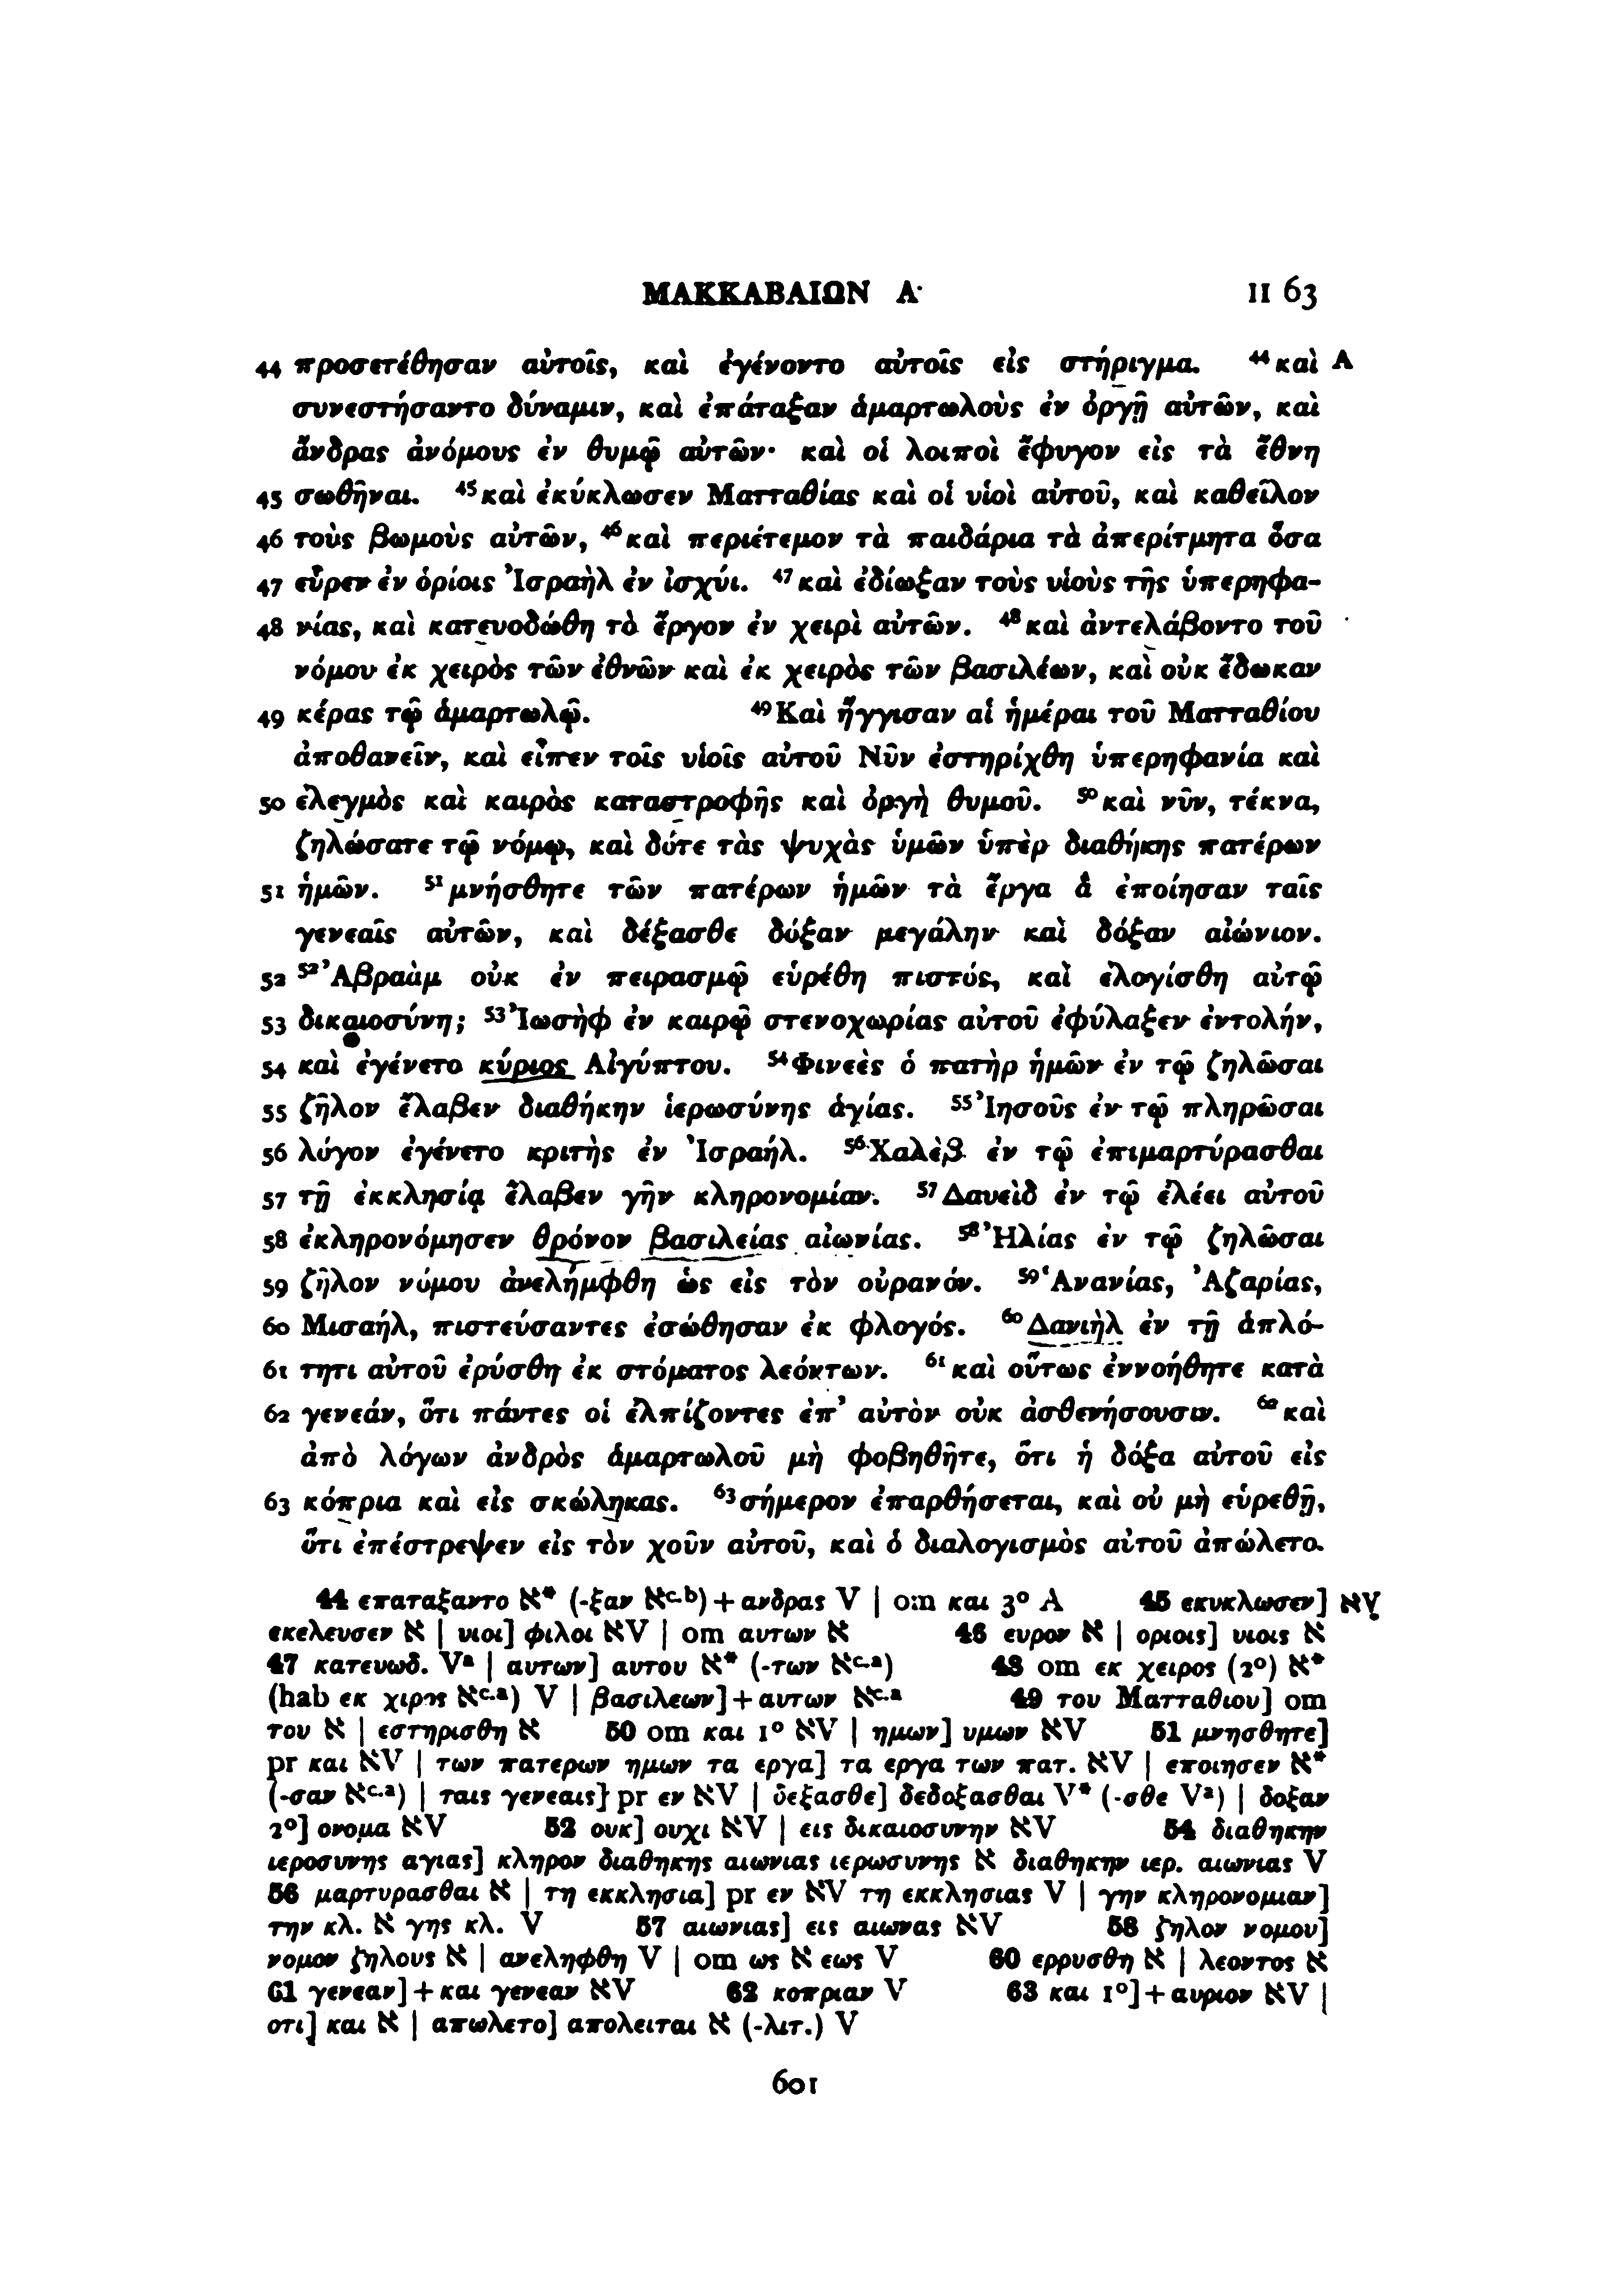 ΜΑΚΚΑΒΑΙΩΝ Α΄ II 63
44 προσετέθησαν αὐτοῖς, καὶ ἐγένοντο αὐτοῖς εἰς στήριγμα. ⁴⁴καὶ A
συνεστήσαντο δύναμιν, καὶ ἐπάταξαν ἁμαρτωλοὺς ἐν ὀργῇ αὐτῶν, καὶ
ἄνδρας ἀνόμους ἐν θυμῷ αὐτῶν· καὶ οἱ λοιποὶ ἔφυγον εἰς τὰ ἔθνη
45 σωθῆναι. ⁴⁵καὶ ἐκύκλωσεν Ματταθίας καὶ οἱ υἱοὶ αὐτοῦ, καὶ καθεῖλον
46 τοὺς βωμοὺς αὐτῶν, ⁴⁶καὶ περιέτεμον τὰ παιδάρια τὰ ἀπερίτμητα ὅσα
47 εὗρεν ἐν ὁρίοις Ἰσραὴλ ἐν ἰσχύι. ⁴⁷καὶ ἐδίωξαν τοὺς υἱοὺς τῆς ὑπερηφα-
48 νίας, καὶ κατευοδώθη τὸ ἔργον ἐν χειρὶ αὐτῶν. ⁴⁸καὶ ἀντελάβοντο τοῦ
νόμου ἐκ χειρὸς τῶν ἐθνῶν καὶ ἐκ χειρὸς τῶν βασιλέων, καὶ οὐκ ἔδωκαν
49 κέρας τῷ ἁμαρτωλῷ. ⁴⁹Καὶ ἤγγισαν αἱ ἡμέραι τοῦ Ματταθίου
ἀποθανεῖν, καὶ εἶπεν τοῖς υἱοῖς αὐτοῦ Νῦν ἐστηρίχθη ὑπερηφανία καὶ
50 ἐλεγμὸς καὶ καιρὸς καταστροφῆς καὶ ὀργὴ θυμοῦ. ⁵⁰καὶ νῦν, τέκνα,
ζηλώσατε τῷ νόμῳ, καὶ δότε τὰς ψυχὰς ὑμῶν ὑπὲρ διαθήκης πατέρων
51 ἡμῶν. ⁵¹μνήσθητε τῶν πατέρων ἡμῶν τὰ ἔργα ἃ ἐποίησαν ταῖς
γενεαῖς αὐτῶν, καὶ δέξασθε δόξαν μεγάλην καὶ δόξαν αἰώνιον.
52 ⁵²Ἀβραὰμ οὐκ ἐν πειρασμῷ εὑρέθη πιστός, καὶ ἐλογίσθη αὐτῷ
53 δικαιοσύνη; ⁵³Ἰωσὴφ ἐν καιρῷ στενοχωρίας αὐτοῦ ἐφύλαξεν ἐντολήν,
54 καὶ ἐγένετο κύριος Αἰγύπτου. ⁵⁴Φινεὲς ὁ πατὴρ ἡμῶν ἐν τῷ ζηλῶσαι
55 ζῆλον ἔλαβεν διαθήκην ἱερωσύνης ἁγίας. ⁵⁵Ἰησοῦς ἐν τῷ πληρῶσαι
56 λόγον ἐγένετο κριτὴς ἐν Ἰσραήλ. ⁵⁶Χαλὲβ ἐν τῷ ἐπιμαρτύρασθαι
57 τῇ ἐκκλησίᾳ ἔλαβεν γῆν κληρονομίαν. ⁵⁷Δαυεὶδ ἐν τῷ ἐλέει αὐτοῦ
58 ἐκληρονόμησεν θρόνον βασιλείας αἰωνίας. ⁵⁸Ἠλίας ἐν τῷ ζηλῶσαι
59 ζῆλον νόμου ἀνελήμφθη ὡς εἰς τὸν οὐρανόν. ⁵⁹Ἁνανίας, Ἀζαρίας,
60 Μισαήλ, πιστεύσαντες ἐσώθησαν ἐκ φλογός. ⁶⁰Δανιὴλ ἐν τῇ ἁπλό-
61 τητι αὐτοῦ ἐρύσθη ἐκ στόματος λεόντων. ⁶¹καὶ οὕτως ἐννοήθητε κατὰ
62 γενεάν, ὅτι πάντες οἱ ἐλπίζοντες ἐπ’ αὐτὸν οὐκ ἀσθενήσουσιν. ⁶²καὶ
ἀπὸ λόγων ἀνδρὸς ἁμαρτωλοῦ μὴ φοβηθῆτε, ὅτι ἡ δόξα αὐτοῦ εἰς
63 κόπρια καὶ εἰς σκώληκας. ⁶³σήμερον ἐπαρθήσεται, καὶ οὐ μὴ εὑρεθῇ,
ὅτι ἐπέστρεψεν εἰς τὸν χοῦν αὐτοῦ, καὶ ὁ διαλογισμὸς αὐτοῦ ἀπώλετο.
44 επαταξαντο א* (-ξαν אc.b) + ανδρας V | om και 3º A 45 εκυκλωσεν] אV
εκελευσεν א | υιοι] φιλοι אV | om αυτων א 46 ευρον א | οριοις] υιοις א
47 κατευωδ. Vª | αυτων] αυτου א* (-των אc.a) 48 om εκ χειρος (2º) א*
(hab εκ χιρος אc.a) V | βασιλεων] + αυτων אc.a 49 του Ματταθιου] om
του א | εστηρισθη א 50 om και 1º אV | ημων] υμων אV 51 μνησθητε]
pr και אV | των πατερων ημων τα εργα] τα εργα των πατ. אV | εποιησεν א*
(-σαν אc.a) | ταις γενεαις] pr εν אV | δεξασθε] δεδοξασθαι V* (-σθε Vª) | δοξαν
2º] ονομα אV 52 ουκ] ουχι אV | εις δικαιοσυνην אV 54 διαθηκην
ιεροσυνης αγιας] κληρον διαθηκης αιωνιας ιερωσυνης א διαθηκην ιερ. αιωνιας V
56 μαρτυρασθαι א | τη εκκλησια] pr εν אV τη εκκλησιας V | γην κληρονομιαν]
την κλ. א γης κλ. V 57 αιωνιας] εις αιωνας אV 58 ζηλον νομου]
νομον ζηλους א | ανεληφθη V | om ως א εως V 60 ερρυσθη א | λεοντος א
61 γενεαν] + και γενεαν אV 62 κοπριαν V 63 και 1º] + αυριον אV |
οτι] και א | απωλετο] απολειται א (-λιτ.) V
601